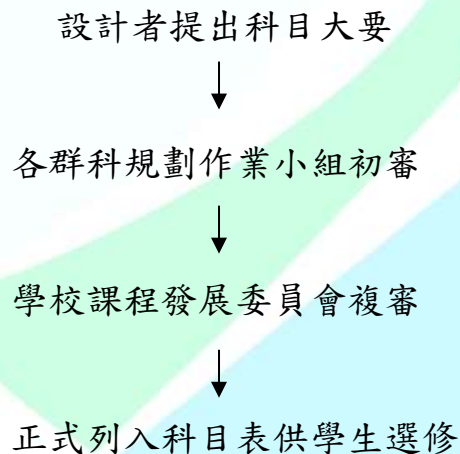 設計者提出科目大要
各群科規劃作業小組初審
學校課程發展委員會複審
正式列入科目表供學生選修